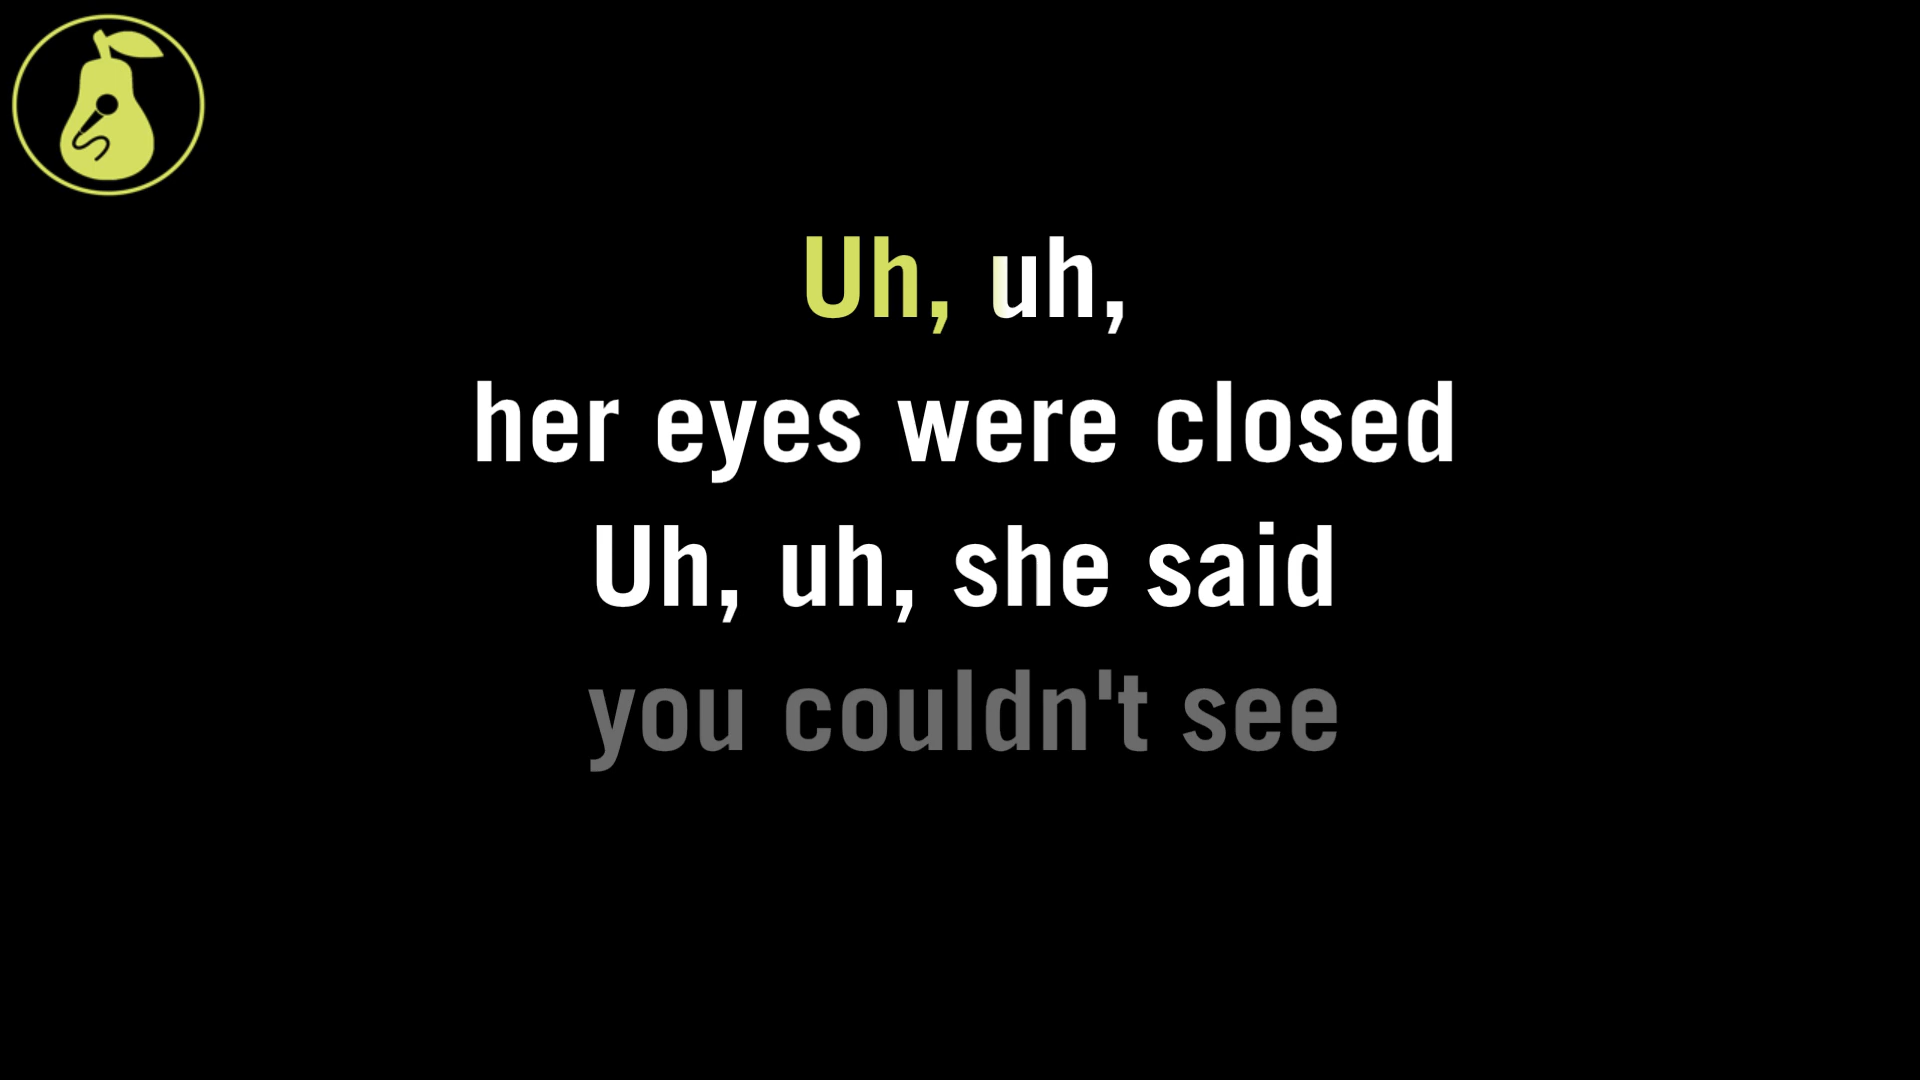 Uh, uh,
her eyes were closed
Uh, uh, she said
you couldn't see